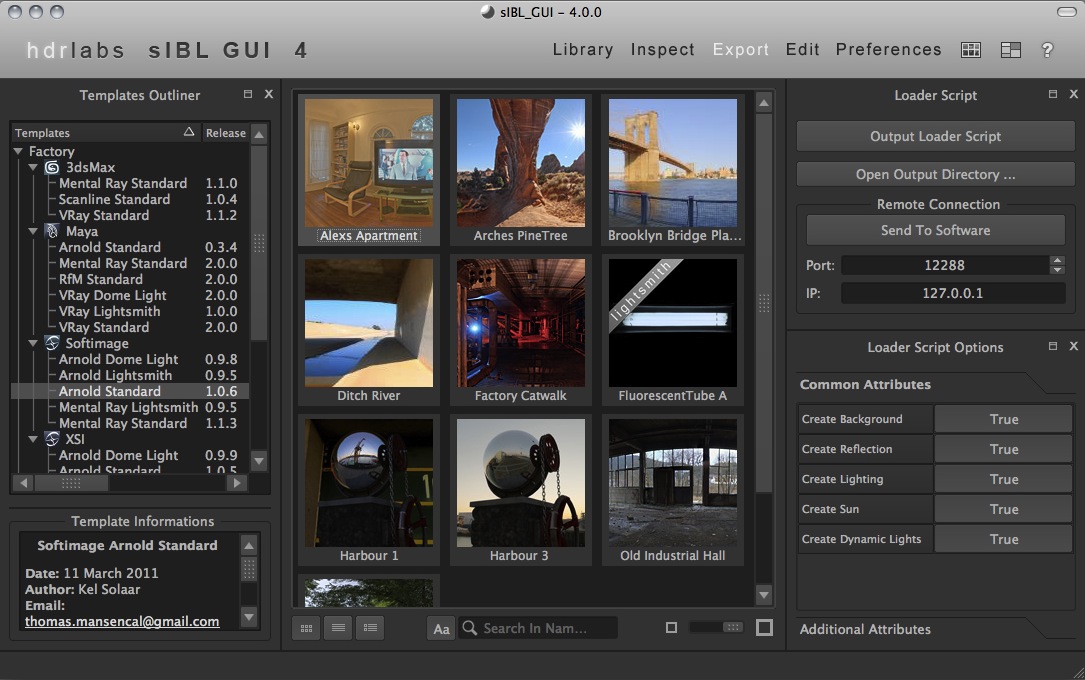 sIBL_GUI - 4.0.0
hdrlabs sIBL GUI 4
Library Inspect Export Edit Preferences ?
Templates Outliner
Templates Release
Factory
3dsMax
Mental Ray Standard 1.1.0
Scanline Standard 1.0.4
VRay Standard 1.1.2
Maya
Arnold Standard 0.3.4
Mental Ray Standard 2.0.0
RfM Standard 2.0.0
VRay Dome Light 2.0.0
VRay Lightsmith 1.0.0
VRay Standard 2.0.0
Softimage
Arnold Dome Light 0.9.8
Arnold Lightsmith 0.9.5
Arnold Standard 1.0.6
Mental Ray Lightsmith 0.9.5
Mental Ray Standard 1.1.3
XSI
Arnold Dome Light 0.9.9
Arnold Standard 1.0.5
Template Informations
Softimage Arnold Standard
Date: 11 March 2011
Author: Kel Solaar
Email:
thomas.mansencal@gmail.com
Alexs Apartment
Arches PineTree
Brooklyn Bridge Pla...
Ditch River
Factory Catwalk
lightsmith
FluorescentTube A
Harbour 1
Harbour 3
Old Industrial Hall
Aa
Search In Nam...
Loader Script
Output Loader Script
Open Output Directory ...
Remote Connection
Send To Software
Port: 12288
IP: 127.0.0.1
Loader Script Options
Common Attributes
Create Background True
Create Reflection True
Create Lighting True
Create Sun True
Create Dynamic Lights True
Additional Attributes